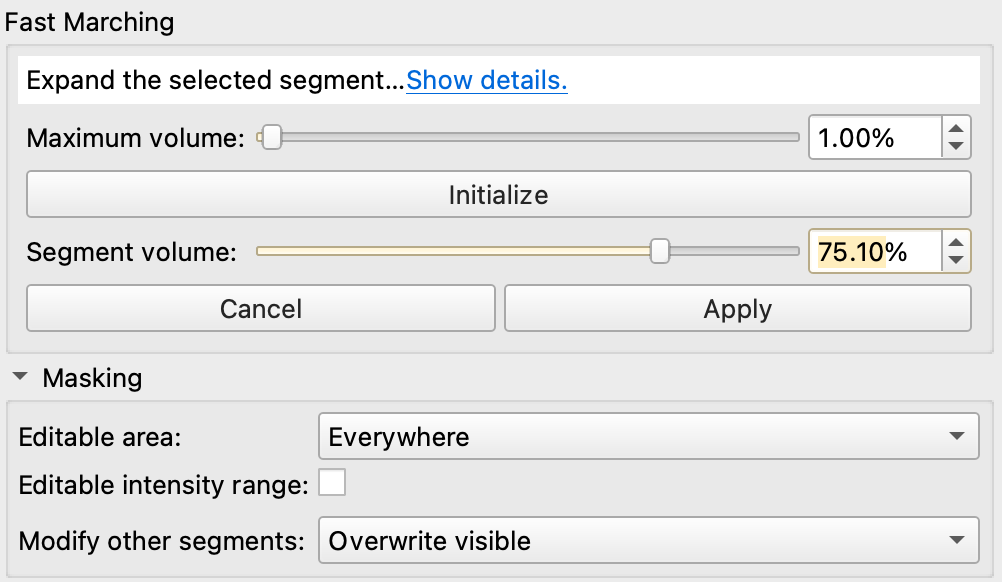 Fast Marching
Expand the selected segment...Show details.
Maximum volume: 1.00%
Initialize
Segment volume: 75.10%
Cancel Apply
Masking
Editable area: Everywhere
Editable intensity range:
Modify other segments: Overwrite visible